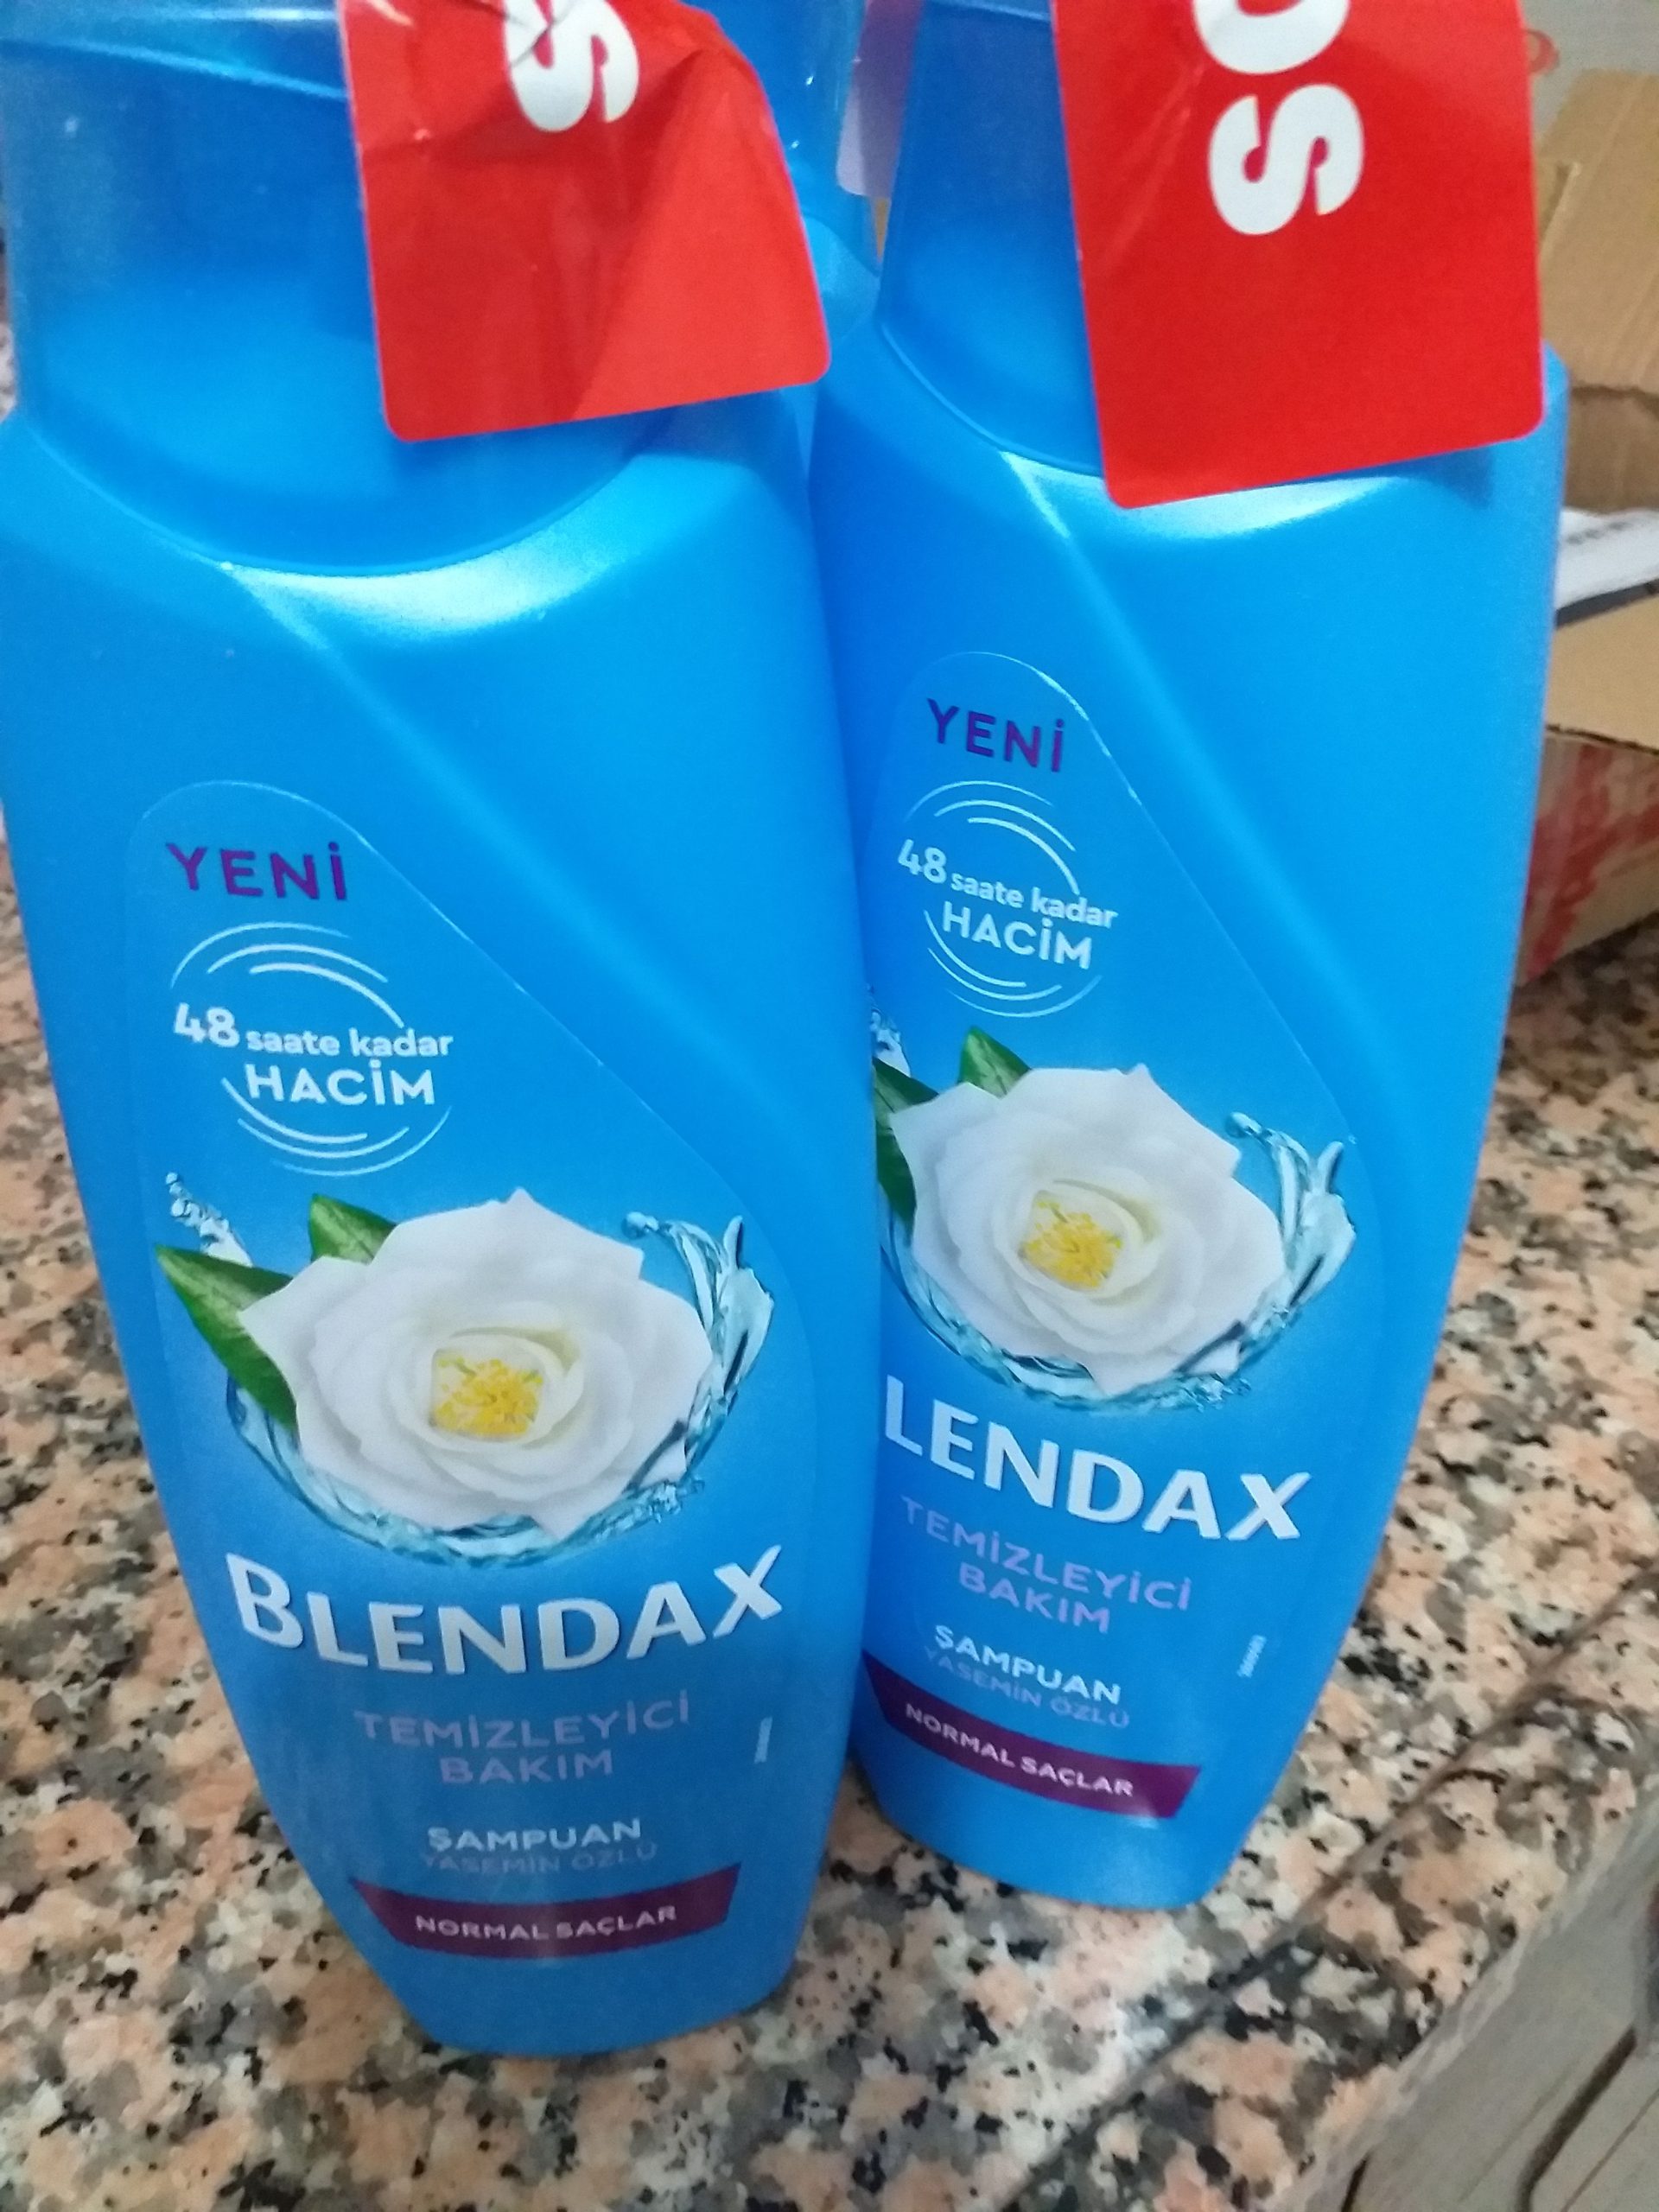 S
YENİ
48 saate kadar
HACİM
BLENDAX
TEMİZLEYİCİ
BAKIM
ŞAMPUAN
YASEMİN ÖZLÜ
NORMAL SAÇLAR
SO
YENİ
48 saate kadar
HACİM
LENDAX
TEMİZLEYİCİ
BAKIM
ŞAMPUAN
YASEMİN ÖZLÜ
NORMAL SAÇLAR